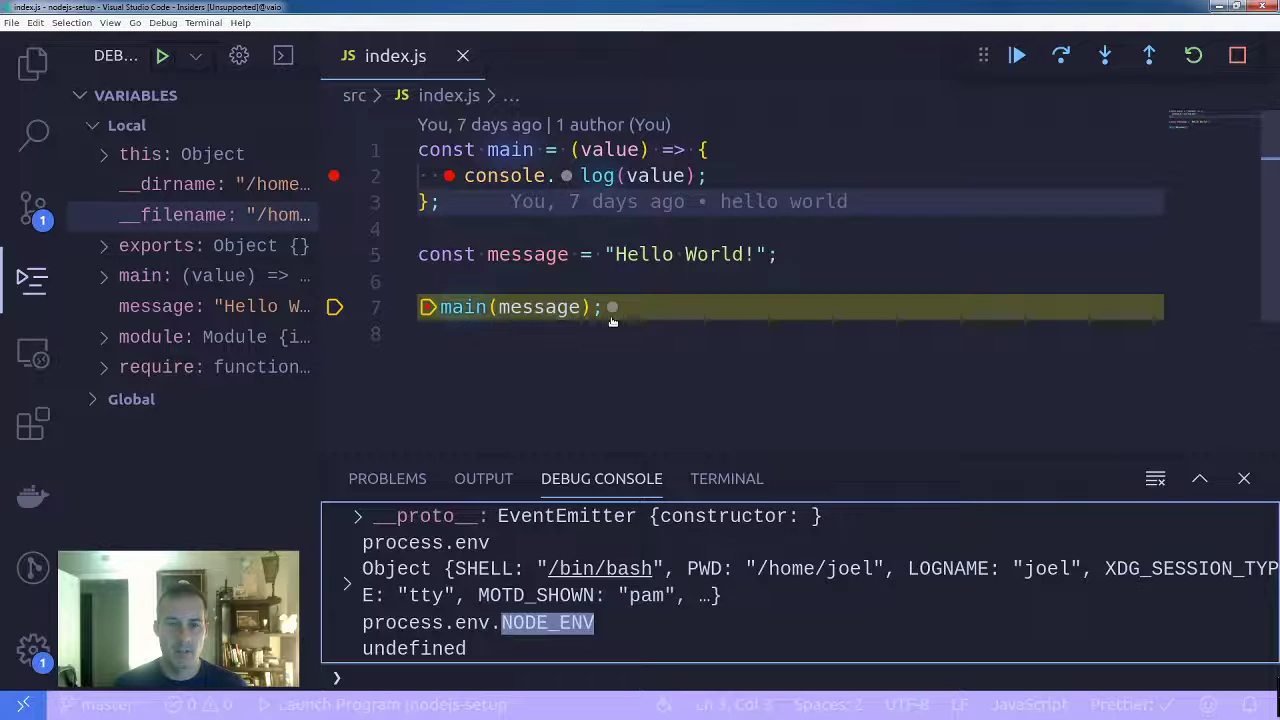 index.js - nodejs-setup - Visual Studio Code - Insiders [Unsupported]@vaio
File Edit Selection View Go Debug Terminal Help
DEB...
JS index.js
VARIABLES
Local
this: Object
__dirname: "/home...
__filename: "/hom...
exports: Object {}
main: (value) => ...
message: "Hello W...
module: Module {i...
require: function...
Global
src > JS index.js > ...
You, 7 days ago | 1 author (You)
1 const main = (value) => {
2 console.log(value);
3 }; You, 7 days ago • hello world
4
5 const message = "Hello World!";
6
7 main(message);
8
PROBLEMS OUTPUT DEBUG CONSOLE TERMINAL
__proto__: EventEmitter {constructor: }
process.env
Object {SHELL: "/bin/bash", PWD: "/home/joel", LOGNAME: "joel", XDG_SESSION_TYP
E: "tty", MOTD_SHOWN: "pam", …}
process.env.NODE_ENV
undefined
1
1
master 0 0 Launch Program (nodejs-setup) Ln 3, Col 3 Spaces: 2 UTF-8 LF JavaScript Prettier: ✓